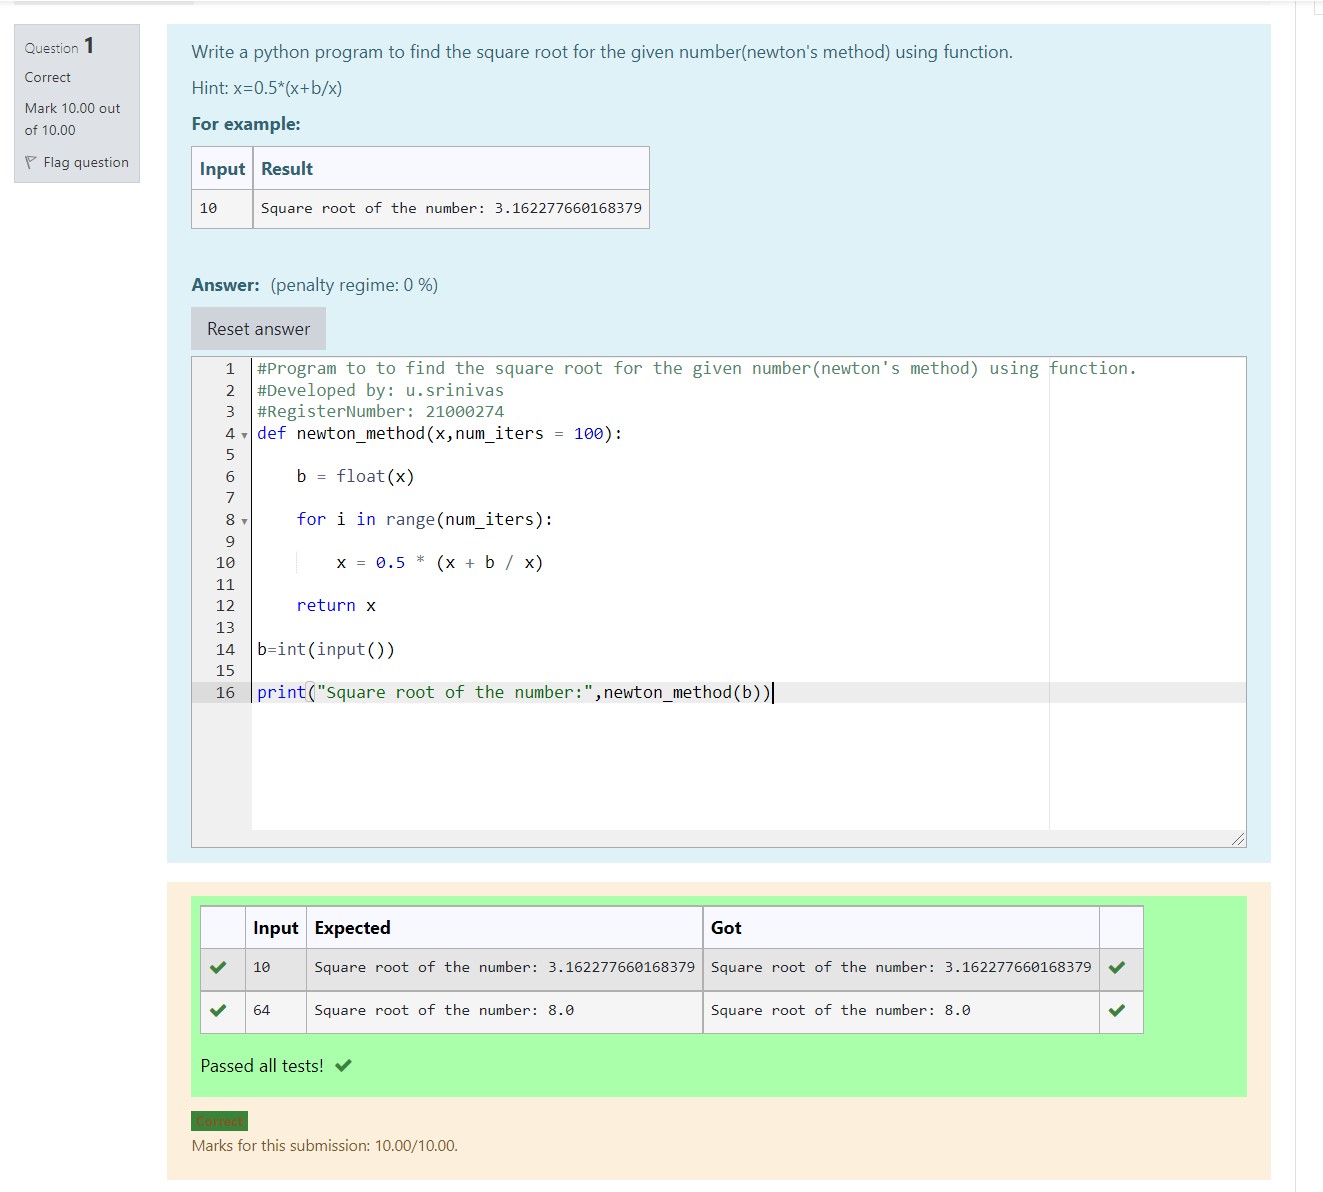 Question 1
Correct
Mark 10.00 out
of 10.00
Flag question
Write a python program to find the square root for the given number(newton's method) using function.
Hint: x=0.5*(x+b/x)
For example:
Input Result
10 Square root of the number: 3.162277660168379
Answer: (penalty regime: 0 %)
Reset answer
1 #Program to to find the square root for the given number(newton's method) using function.
2 #Developed by: u.srinivas
3 #RegisterNumber: 21000274
4 def newton_method(x,num_iters = 100):
5
6 b = float(x)
7
8 for i in range(num_iters):
9
10 x = 0.5 * (x + b / x)
11
12 return x
13
14 b=int(input())
15
16 print("Square root of the number:",newton_method(b))
Input Expected Got
10 Square root of the number: 3.162277660168379 Square root of the number: 3.162277660168379
64 Square root of the number: 8.0 Square root of the number: 8.0
Passed all tests!
Correct
Marks for this submission: 10.00/10.00.